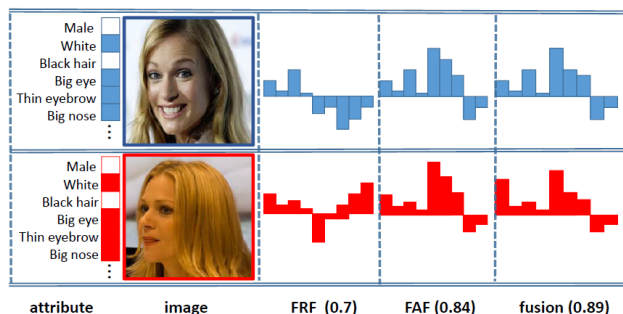 Male
White
Black hair
Big eye
Thin eyebrow
Big nose
⋮
Male
White
Black hair
Big eye
Thin eyebrow
Big nose
⋮
attribute image FRF (0.7) FAF (0.84) fusion (0.89)